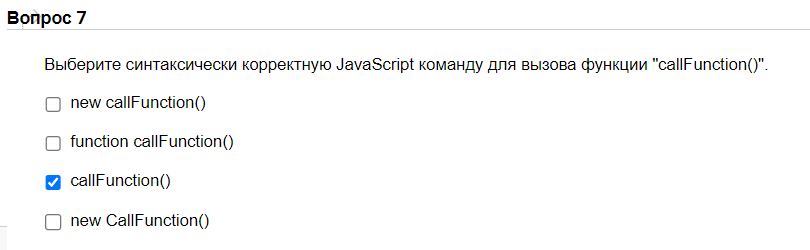 Вопрос 7
Выберите синтаксически корректную JavaScript команду для вызова функции "callFunction()".
new callFunction()
function callFunction()
callFunction()
new CallFunction()